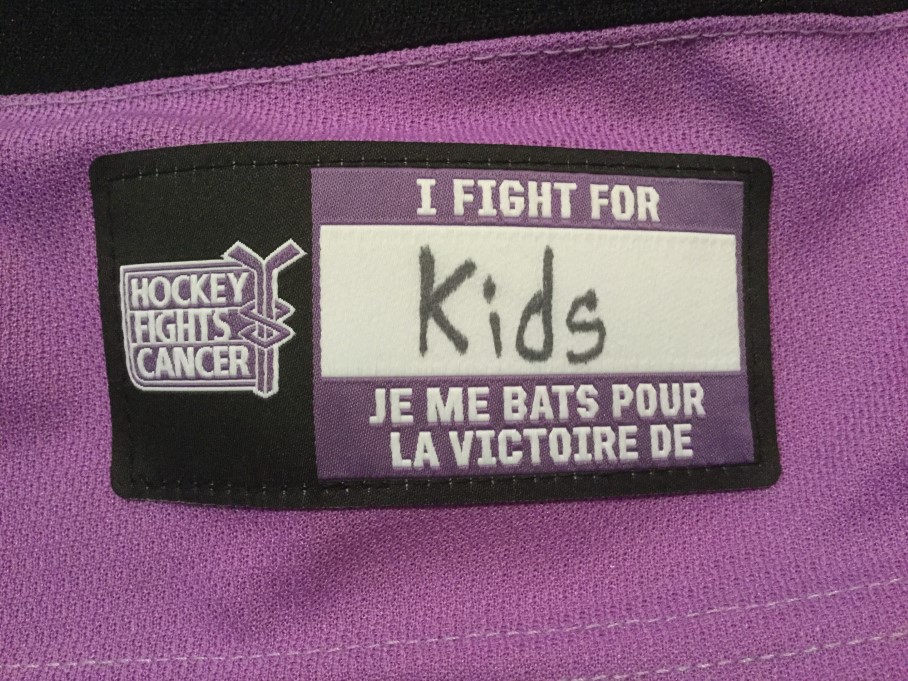 I FIGHT FOR
HOCKEY
FIGHTS
CANCER
Kids
JE ME BATS POUR
LA VICTOIRE DE